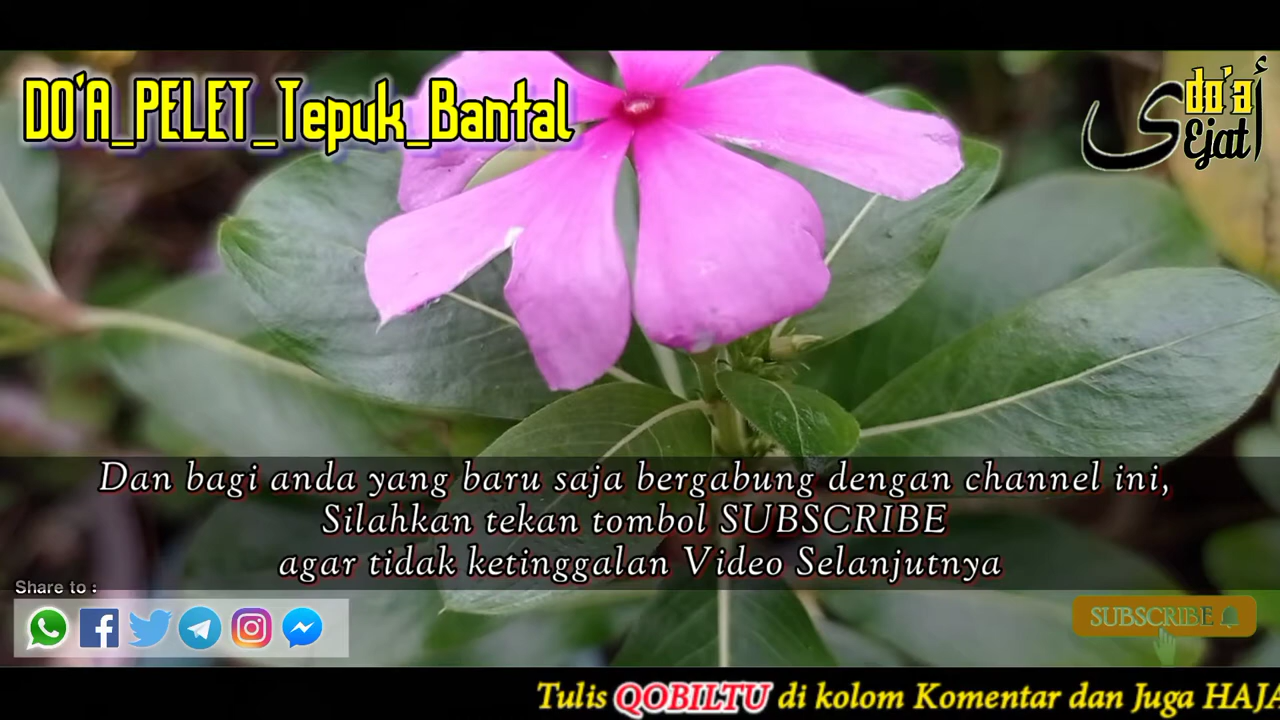 DO'A_PELET_Tepuk_Bantal
do'a
Ejati
Dan bagi anda yang baru saja bergabung dengan channel ini,
Silahkan tekan tombol SUBSCRIBE
agar tidak ketinggalan Video Selanjutnya
Share to :
SUBSCRIBE
Tulis QOBILTU di kolom Komentar dan Juga HAJA